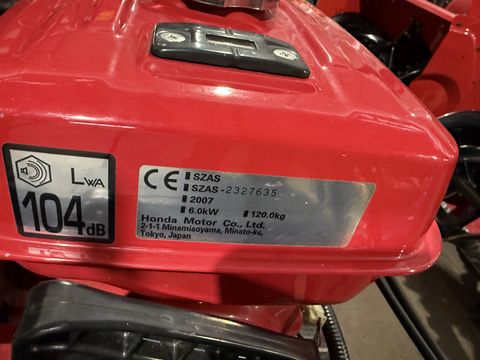 LWA
104dB
CE SZAS
SZAS-2327635
2007
6.0kW 120.0kg
Honda Motor Co., Ltd.
2-1-1 Minamiaoyama, Minato-ku,
Tokyo, Japan